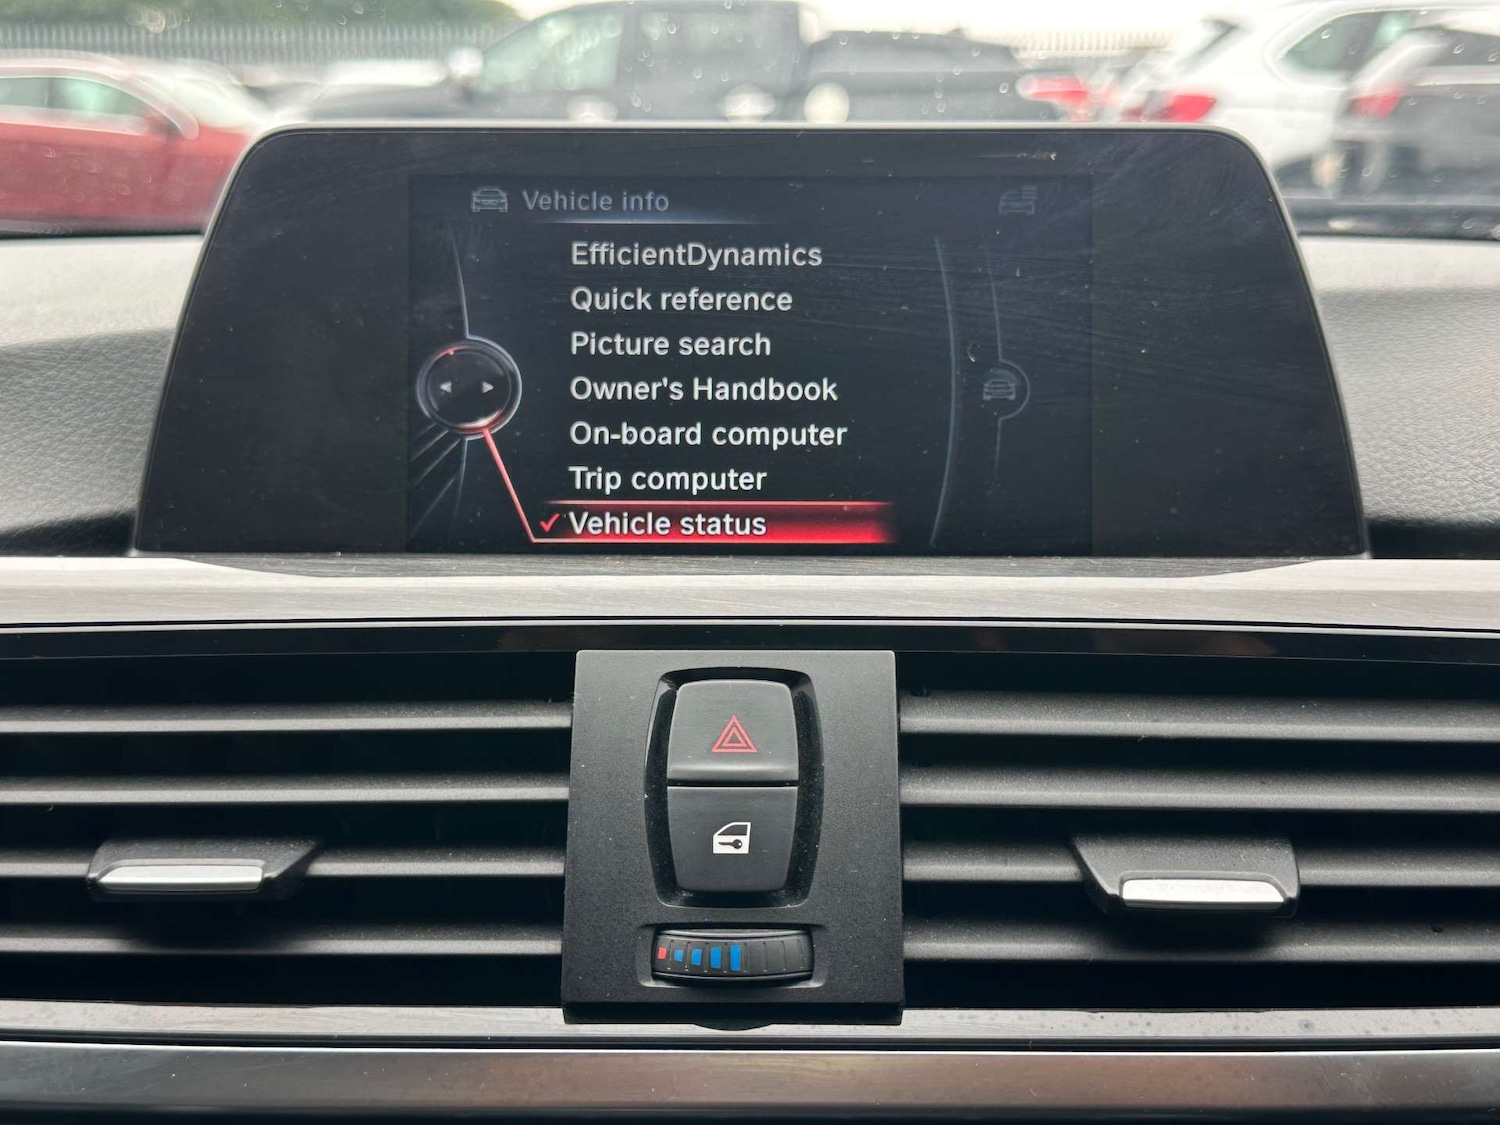 Vehicle info
EfficientDynamics
Quick reference
Picture search
Owner's Handbook
On-board computer
Trip computer
Vehicle status